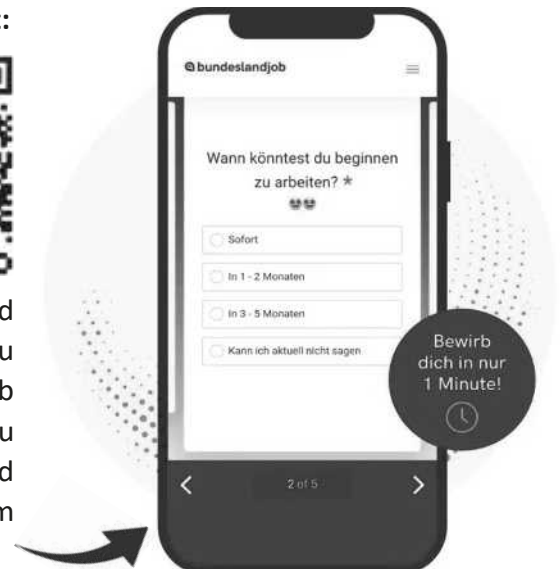 :
bundeslandjob
Wann könntest du beginnen
zu arbeiten? *
Sofort
In 1 - 2 Monaten
In 3 - 5 Monaten
Kann ich aktuell nicht sagen
Bewirb
dich in nur
1 Minute!
2 of 5